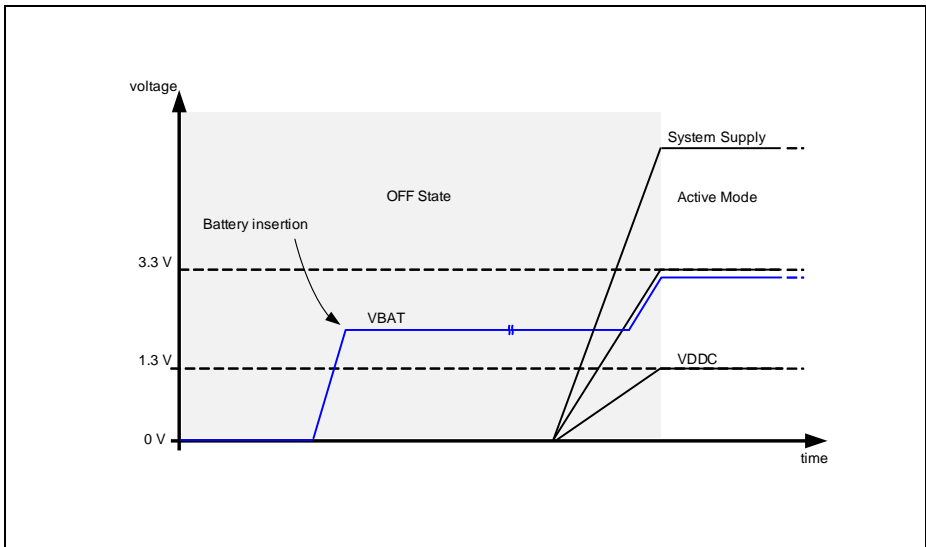 voltage
System Supply
OFF State
Active Mode
Battery insertion
3.3 V
VBAT
1.3 V
VDDC
0 V
time